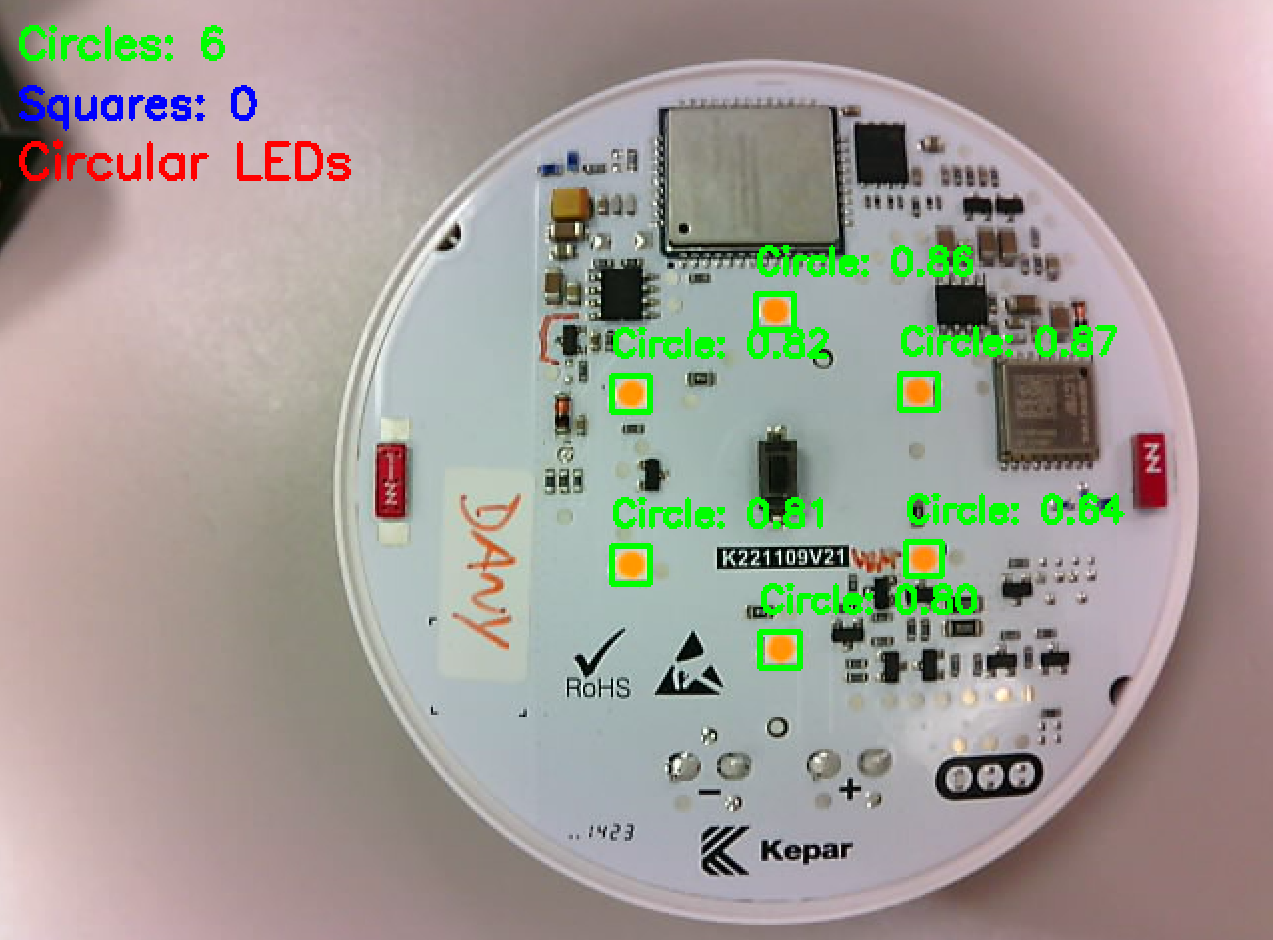 Circles: 6
Squares: 0
Circular LEDs
Circle: 0.86
Circle: 0.82
Circle: 0.87
Circle: 0.81
Circle: 0.64
Circle: 0.80
K221109V21
DANY
NN
RoHS
- +
..1423
Kepar